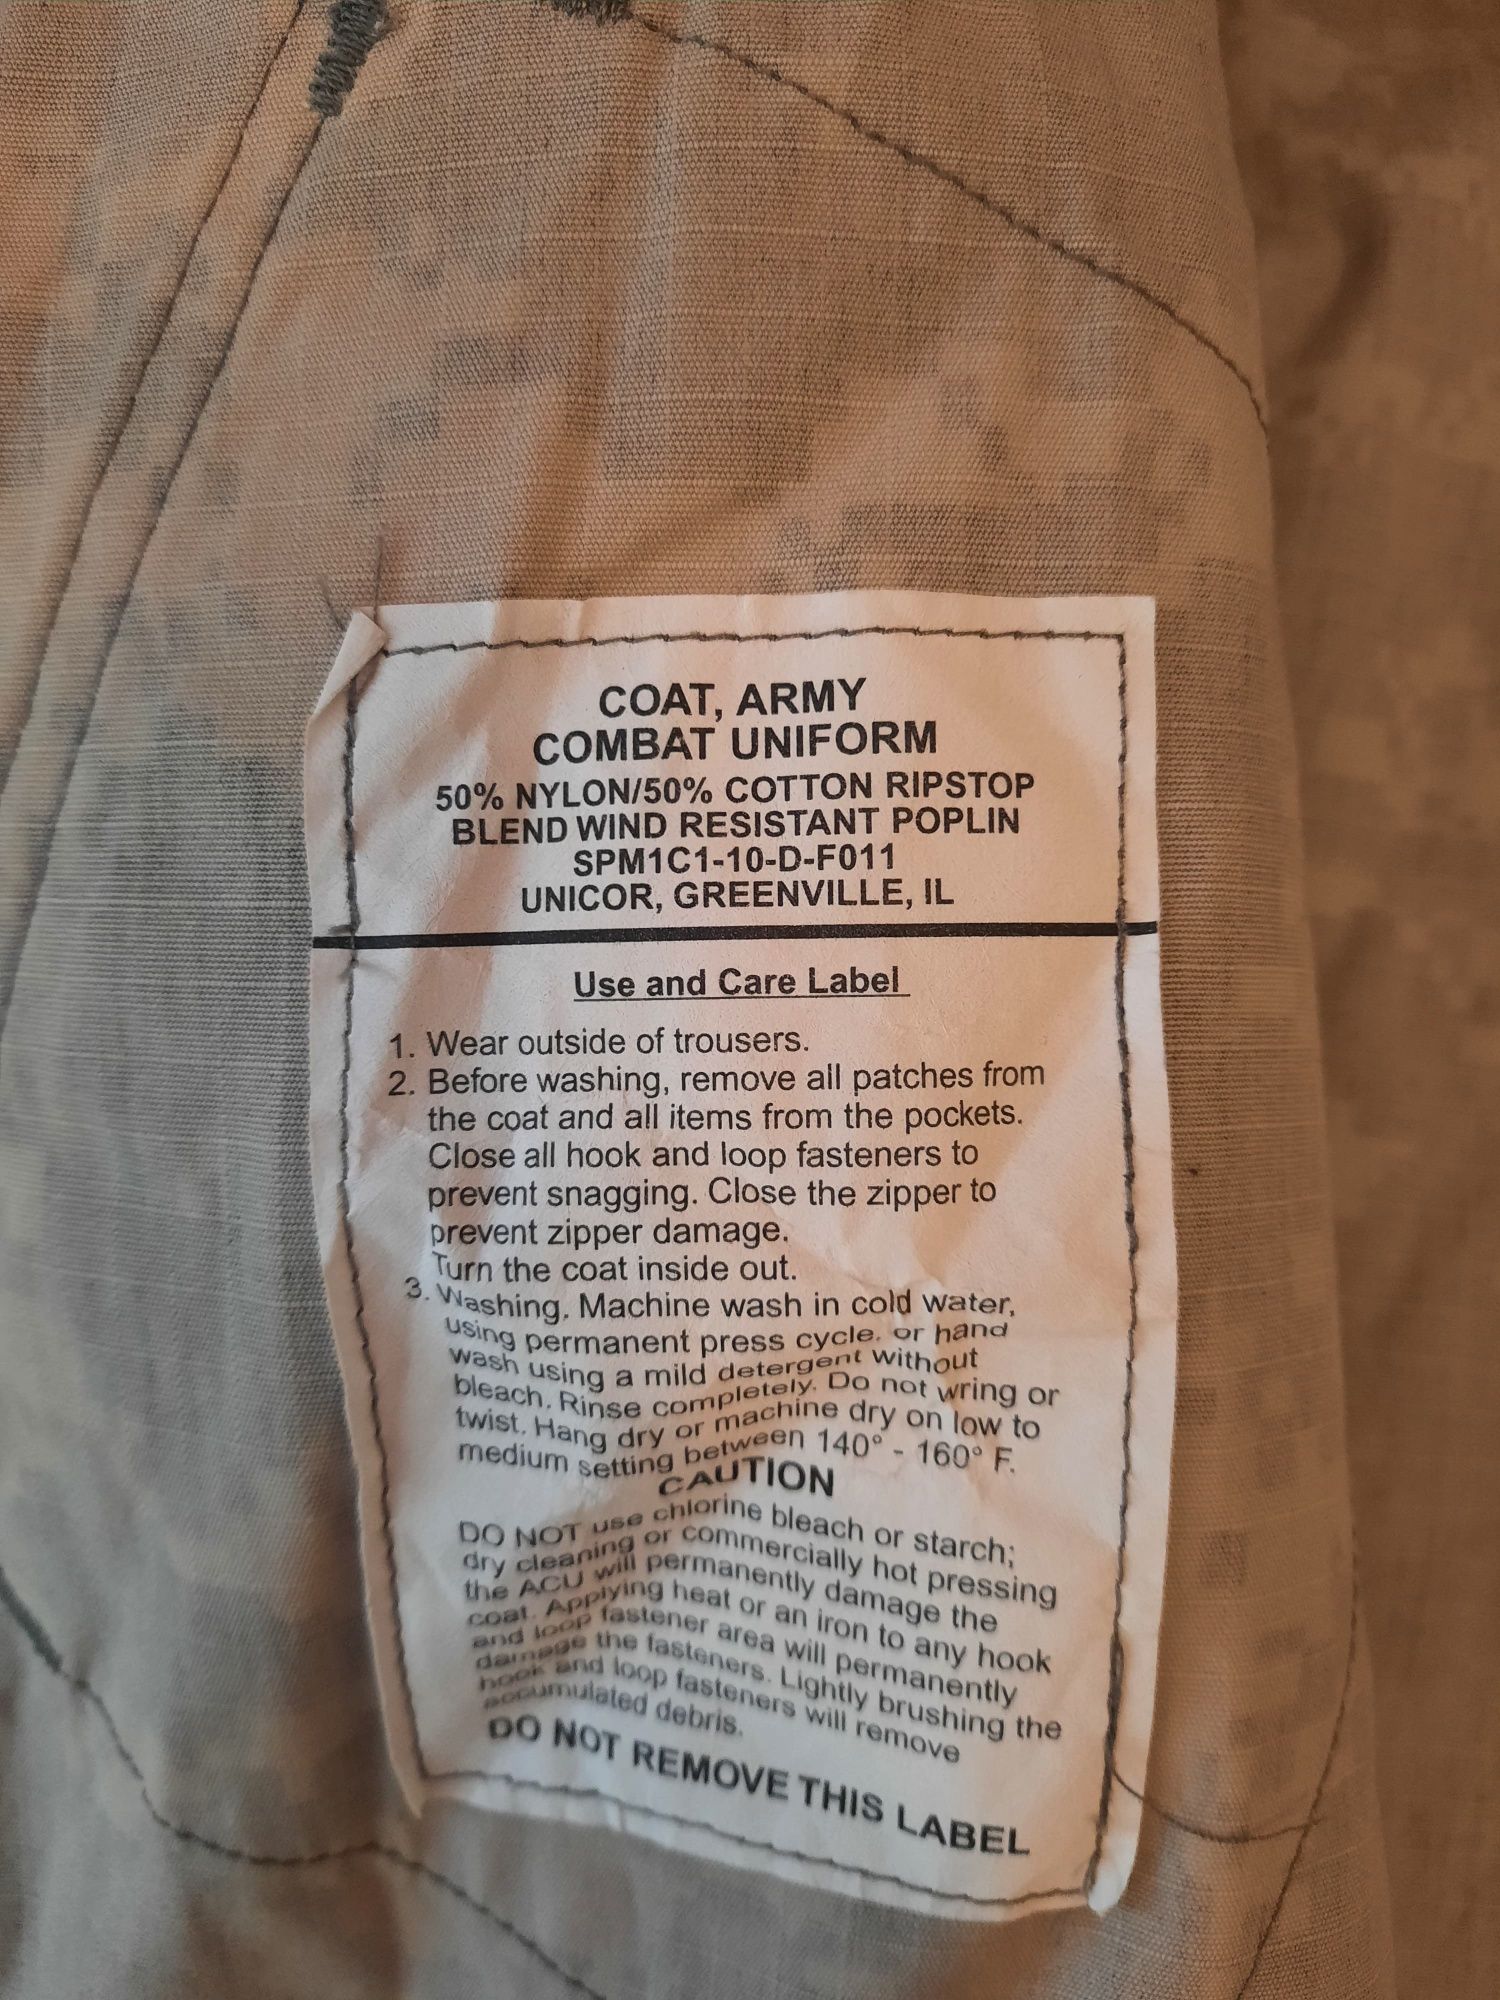 COAT, ARMY
COMBAT UNIFORM
50% NYLON/50% COTTON RIPSTOP
BLEND WIND RESISTANT POPLIN
SPM1C1-10-D-F011
UNICOR, GREENVILLE, IL
Use and Care Label
1. Wear outside of trousers.
2. Before washing, remove all patches from
the coat and all items from the pockets.
Close all hook and loop fasteners to
prevent snagging. Close the zipper to
prevent zipper damage.
Turn the coat inside out.
3. Washing. Machine wash in cold water,
using permanent press cycle. or hand
wash using a mild detergent without
bleach. Rinse completely. Do not wring or
twist. Hang dry or machine dry on low to
medium setting between 140° - 160° F.
CAUTION
DO NOT use chlorine bleach or starch;
dry cleaning or commercially hot pressing
the ACU will permanently damage the
coat. Applying heat or an iron to any hook
and loop fastener area will permanently
damage the fasteners. Lightly brushing the
hook and loop fasteners will remove
accumulated debris.
DO NOT REMOVE THIS LABEL